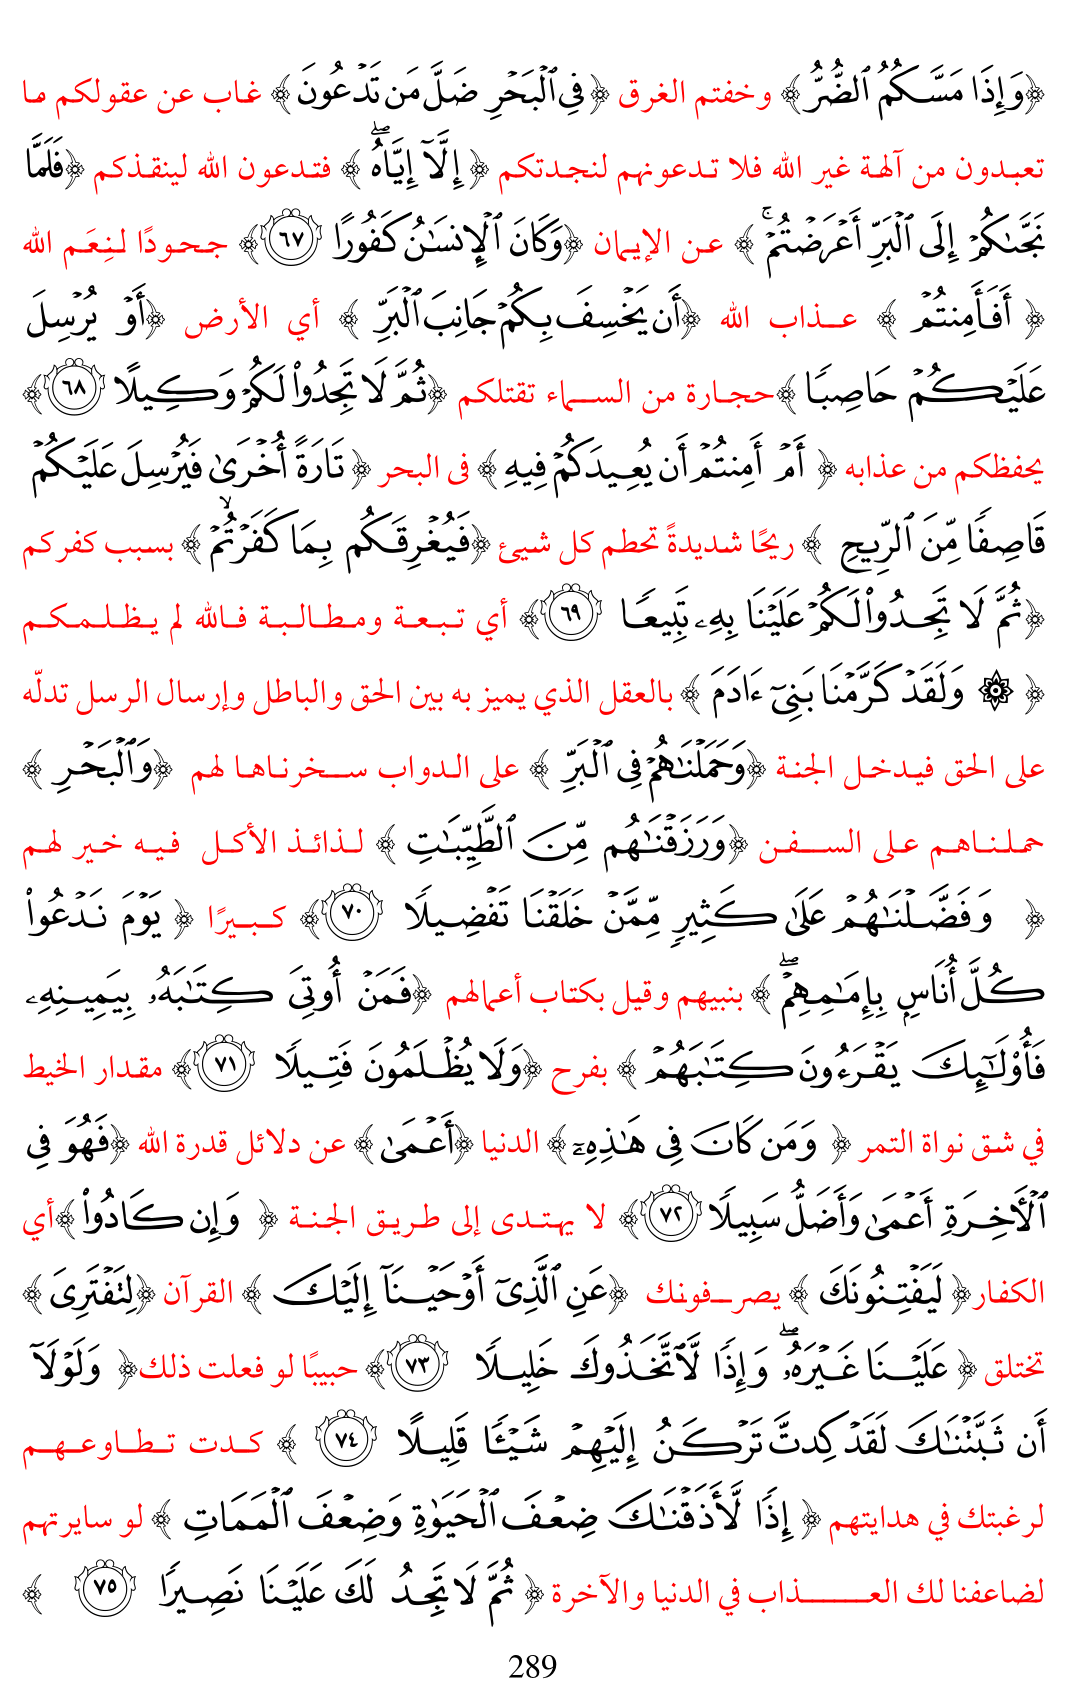 ﴿وَإِذَا مَسَّكُمُ ٱلضُّرُّ﴾ وخفتم الغرق ﴿فِى ٱلْبَحْرِ ضَلَّ مَن تَدْعُونَ﴾ غاب عن عقولكم ما
تعبدون من آلهة غير الله فلا تدعونهم لنجدتكم ﴿إِلَّآ إِيَّاهُ ۖ﴾ فتدعون الله لينقذكم ﴿فَلَمَّا
نَجَّىٰكُمْ إِلَى ٱلْبَرِّ أَعْرَضْتُمْ ۚ﴾ عن الإيمان ﴿وَكَانَ ٱلْإِنسَـٰنُ كَفُورًا ٦٧﴾ جحودًا لنِعَم الله
﴿أَفَأَمِنتُمْ﴾ عذاب الله ﴿أَن يَخْسِفَ بِكُمْ جَانِبَ ٱلْبَرِّ﴾ أي الأرض ﴿أَوْ يُرْسِلَ
عَلَيْكُمْ حَاصِبًا﴾ حجارة من السماء تقتلكم ﴿ثُمَّ لَا تَجِدُوا۟ لَكُمْ وَكِيلًا ٦٨﴾
يحفظكم من عذابه ﴿أَمْ أَمِنتُمْ أَن يُعِيدَكُمْ فِيهِ﴾ فى البحر ﴿تَارَةً أُخْرَىٰ فَيُرْسِلَ عَلَيْكُمْ
قَاصِفًا مِّنَ ٱلرِّيحِ﴾ ريحًا شديدةً تحطم كل شيئ ﴿فَيُغْرِقَكُم بِمَا كَفَرْتُمْ ۙ﴾ بسبب كفركم
﴿ثُمَّ لَا تَجِدُوا۟ لَكُمْ عَلَيْنَا بِهِۦ تَبِيعًا ٦٩﴾ أي تبعة ومطالبة فالله لم يظلمكم
﴿۞ وَلَقَدْ كَرَّمْنَا بَنِىٓ ءَادَمَ﴾ بالعقل الذي يميز به بين الحق والباطل وإرسال الرسل تدلّه
على الحق فيدخل الجنة ﴿وَحَمَلْنَـٰهُمْ فِى ٱلْبَرِّ﴾ على الدواب سخرناها لهم ﴿وَٱلْبَحْرِ﴾
حملناهم على السفن ﴿وَرَزَقْنَـٰهُم مِّنَ ٱلطَّيِّبَـٰتِ﴾ لذائذ الأكل فيه خير لهم
﴿وَفَضَّلْنَـٰهُمْ عَلَىٰ كَثِيرٍ مِّمَّنْ خَلَقْنَا تَفْضِيلًا ٧٠﴾ كبيرًا ﴿يَوْمَ نَدْعُوا۟
كُلَّ أُنَاسٍ بِإِمَـٰمِهِمْ ۖ﴾ بنبيهم وقيل بكتاب أعمالهم ﴿فَمَنْ أُوتِىَ كِتَـٰبَهُۥ بِيَمِينِهِۦ
فَأُو۟لَـٰٓئِكَ يَقْرَءُونَ كِتَـٰبَهُمْ﴾ بفرح ﴿وَلَا يُظْلَمُونَ فَتِيلًا ٧١﴾ مقدار الخيط
في شق نواة التمر ﴿وَمَن كَانَ فِى هَـٰذِهِۦٓ﴾ الدنيا ﴿أَعْمَىٰ﴾ عن دلائل قدرة الله ﴿فَهُوَ فِى
ٱلْـَٔاخِرَةِ أَعْمَىٰ وَأَضَلُّ سَبِيلًا ٧٢﴾ لا يهتدى إلى طريق الجنة ﴿وَإِن كَادُوا۟﴾ أي
الكفار ﴿لَيَفْتِنُونَكَ﴾ يصرفونك ﴿عَنِ ٱلَّذِىٓ أَوْحَيْنَآ إِلَيْكَ﴾ القرآن ﴿لِتَفْتَرِىَ﴾
تختلق ﴿عَلَيْنَا غَيْرَهُۥ ۖ وَإِذًا لَّٱتَّخَذُوكَ خَلِيلًا ٧٣﴾ حبيبًا لو فعلت ذلك ﴿وَلَوْلَآ
أَن ثَبَّتْنَـٰكَ لَقَدْ كِدتَّ تَرْكَنُ إِلَيْهِمْ شَيْـًٔا قَلِيلًا ٧٤﴾ كدت تطاوعهم
لرغبتك في هدايتهم ﴿إِذًا لَّأَذَقْنَـٰكَ ضِعْفَ ٱلْحَيَوٰةِ وَضِعْفَ ٱلْمَمَاتِ﴾ لو سايرتهم
لضاعفنا لك العذاب في الدنيا والآخرة ﴿ثُمَّ لَا تَجِدُ لَكَ عَلَيْنَا نَصِيرًا ٧٥﴾
289